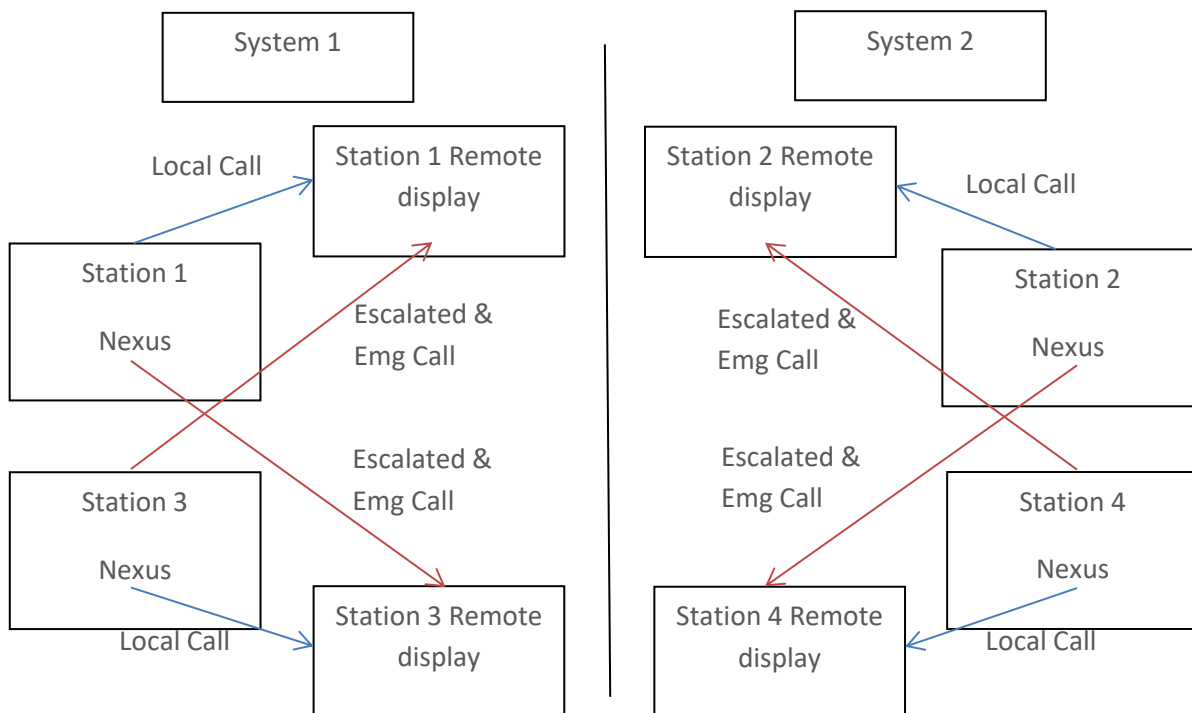 System 1
System 2
Local Call
Station 1 Remote
display
Station 2 Remote
display
Local Call
Station 1
Nexus
Escalated &
Emg Call
Escalated &
Emg Call
Station 2
Nexus
Station 3
Nexus
Escalated &
Emg Call
Escalated &
Emg Call
Station 4
Nexus
Local Call
Station 3 Remote
display
Station 4 Remote
display
Local Call